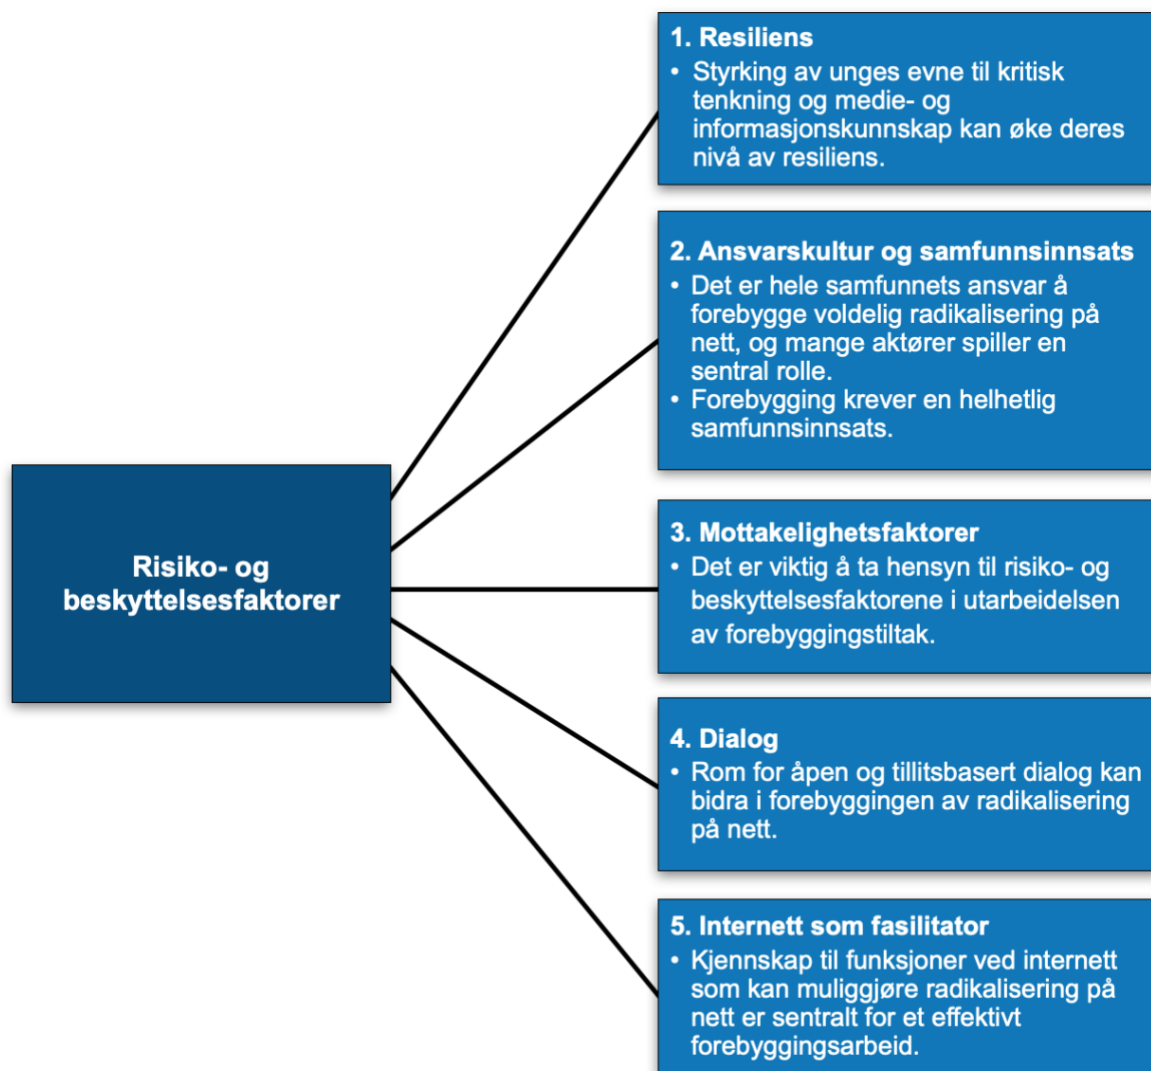 1. Resiliens
• Styrking av unges evne til kritisk
tenkning og medie- og
informasjonskunnskap kan øke deres
nivå av resiliens.
2. Ansvarskultur og samfunnsinnsats
• Det er hele samfunnets ansvar å
forebygge voldelig radikalisering på
nett, og mange aktører spiller en
sentral rolle.
• Forebygging krever en helhetlig
samfunnsinnsats.
Risiko- og
beskyttelsesfaktorer
3. Mottakelighetsfaktorer
• Det er viktig å ta hensyn til risiko- og
beskyttelsesfaktorene i utarbeidelsen
av forebyggingstiltak.
4. Dialog
• Rom for åpen og tillitsbasert dialog kan
bidra i forebyggingen av radikalisering
på nett.
5. Internett som fasilitator
• Kjennskap til funksjoner ved internett
som kan muliggjøre radikalisering på
nett er sentralt for et effektivt
forebyggingsarbeid.